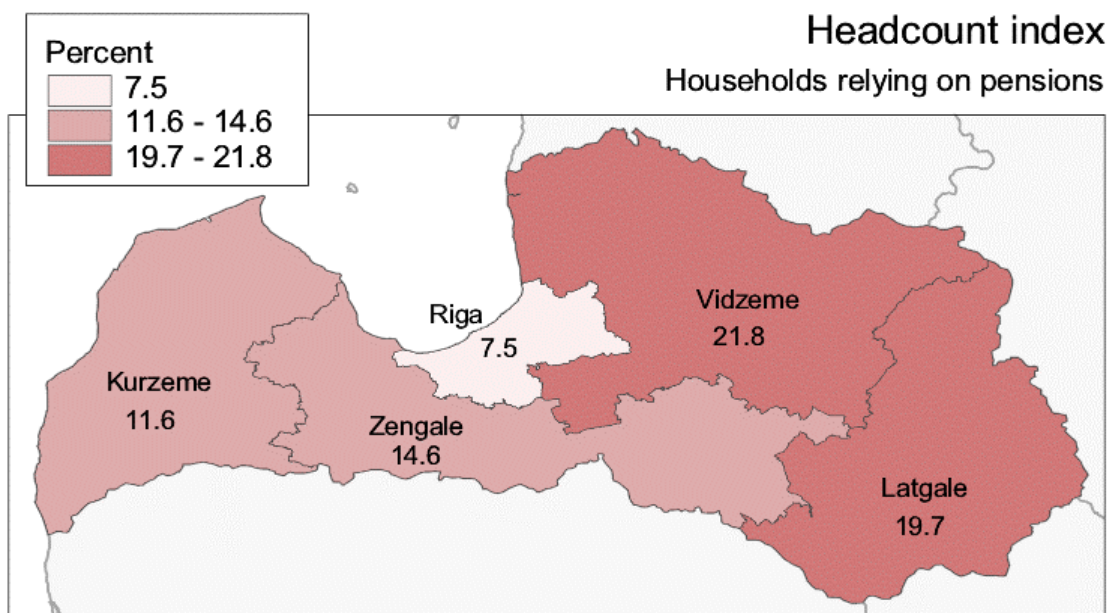 Headcount index
Households relying on pensions
Percent
7.5
11.6 - 14.6
19.7 - 21.8
Vidzeme
21.8
Riga
7.5
Kurzeme
11.6
Zengale
14.6
Latgale
19.7